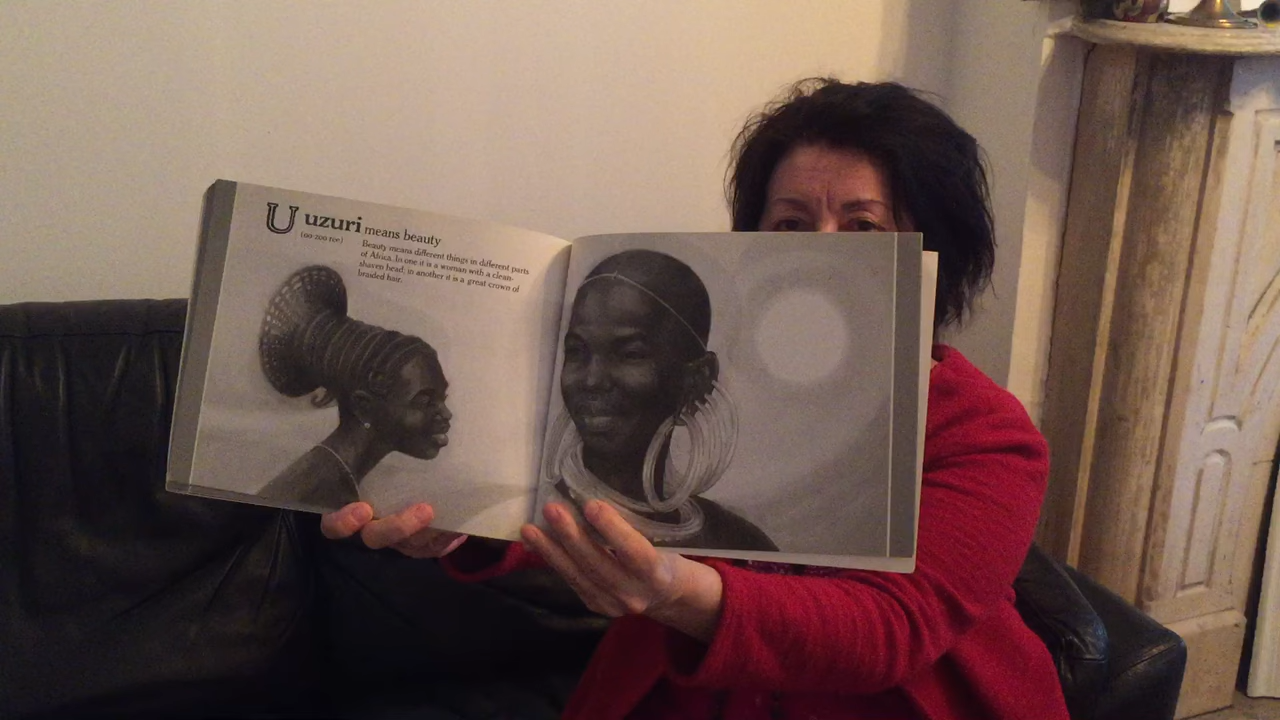 U uzuri means beauty
(oo-zoo-ree)
Beauty means different things in different parts
of Africa. In one it is a woman with a clean-
shaven head; in another it is a great crown of
braided hair.